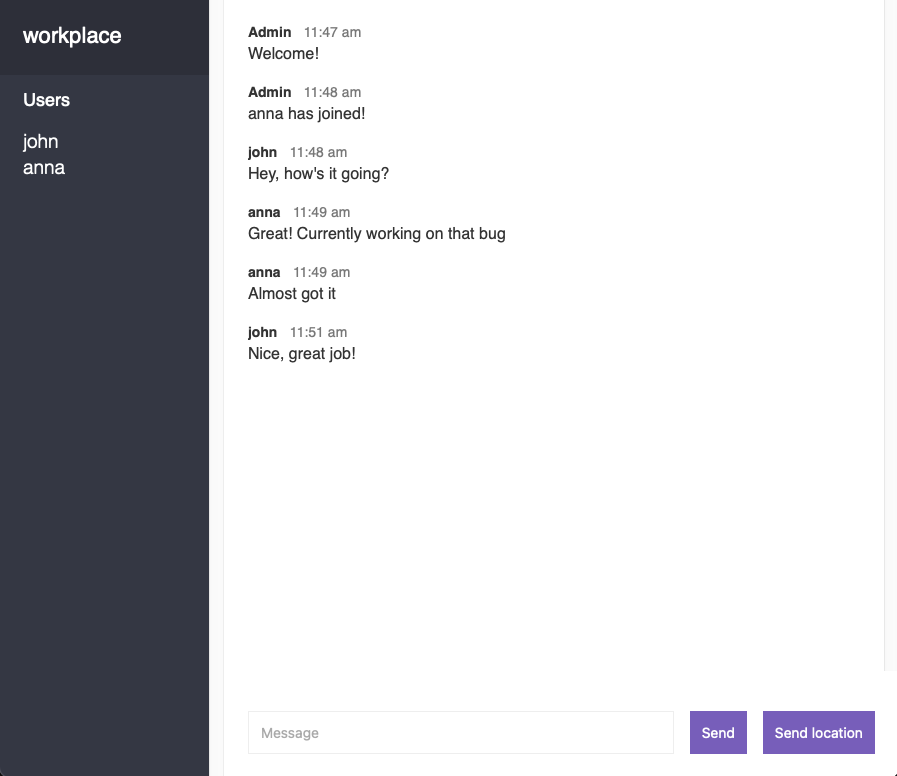 workplace
Users
john
anna
Admin 11:47 am
Welcome!
Admin 11:48 am
anna has joined!
john 11:48 am
Hey, how's it going?
anna 11:49 am
Great! Currently working on that bug
anna 11:49 am
Almost got it
john 11:51 am
Nice, great job!
Message Send Send location